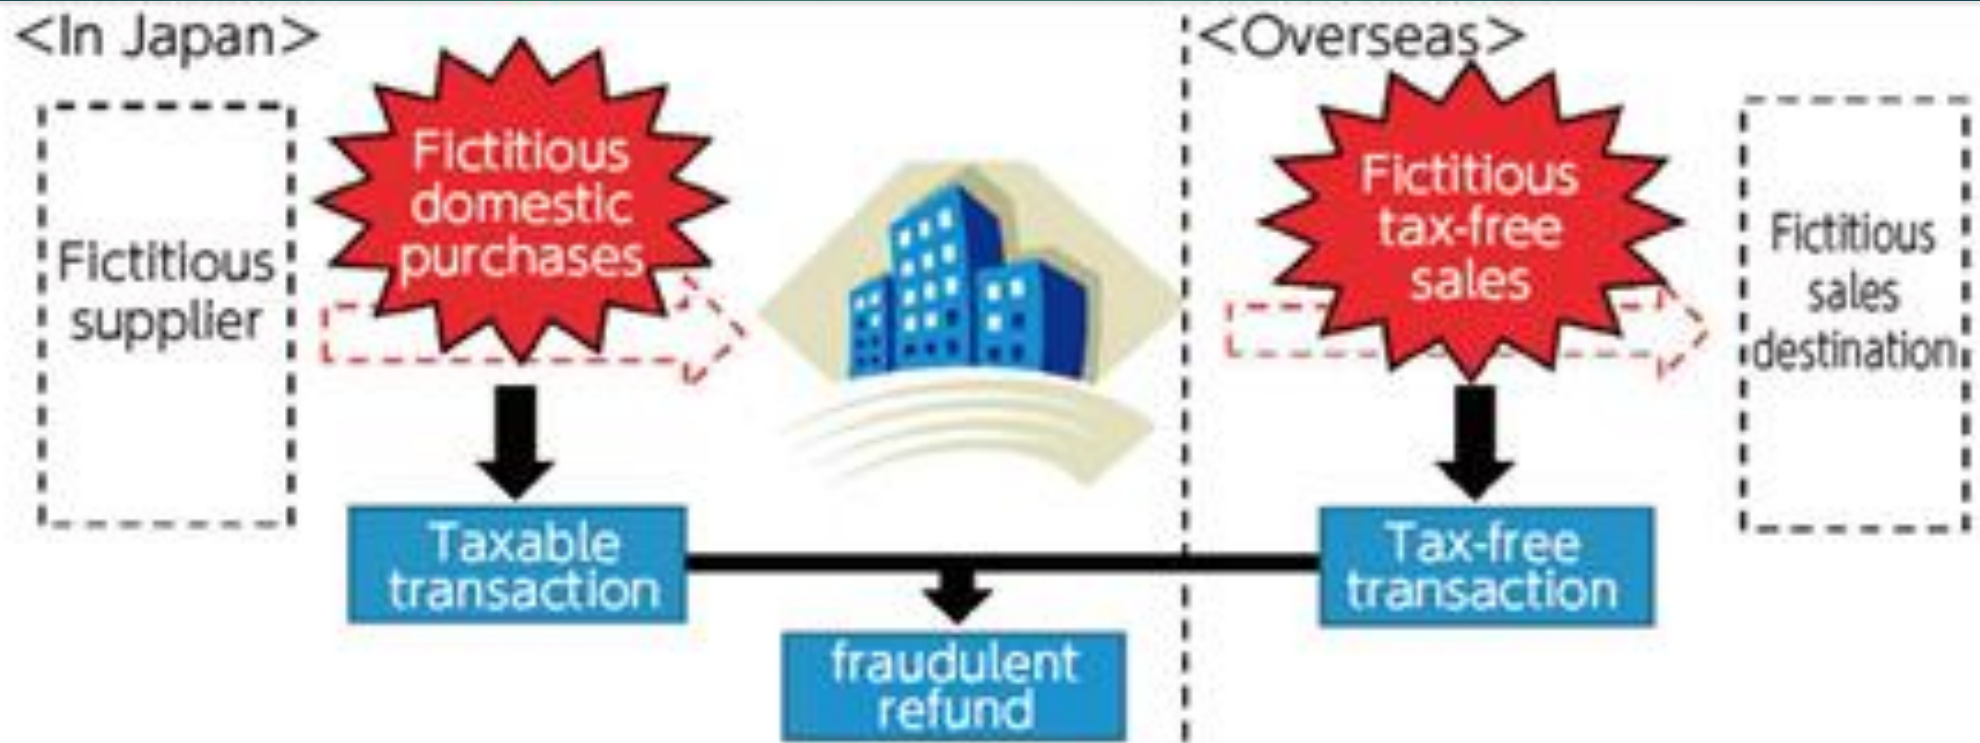 <In Japan>
<Overseas>
Fictitious
supplier
Fictitious
domestic
purchases
Fictitious
tax-free
sales
Fictitious
sales
destination
Taxable
transaction
Tax-free
transaction
fraudulent
refund